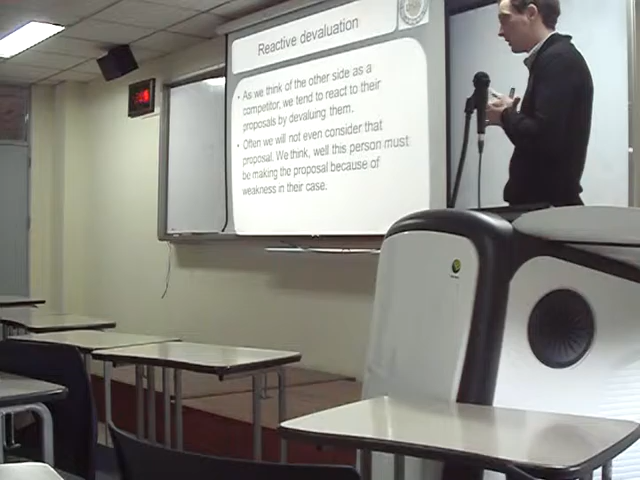 Reactive devaluation
• As we think of the other side as a
competitor, we tend to react to their
proposals by devaluing them.
• Often we will not even consider that
proposal. We think, well this person must
be making the proposal because of
weakness in their case.